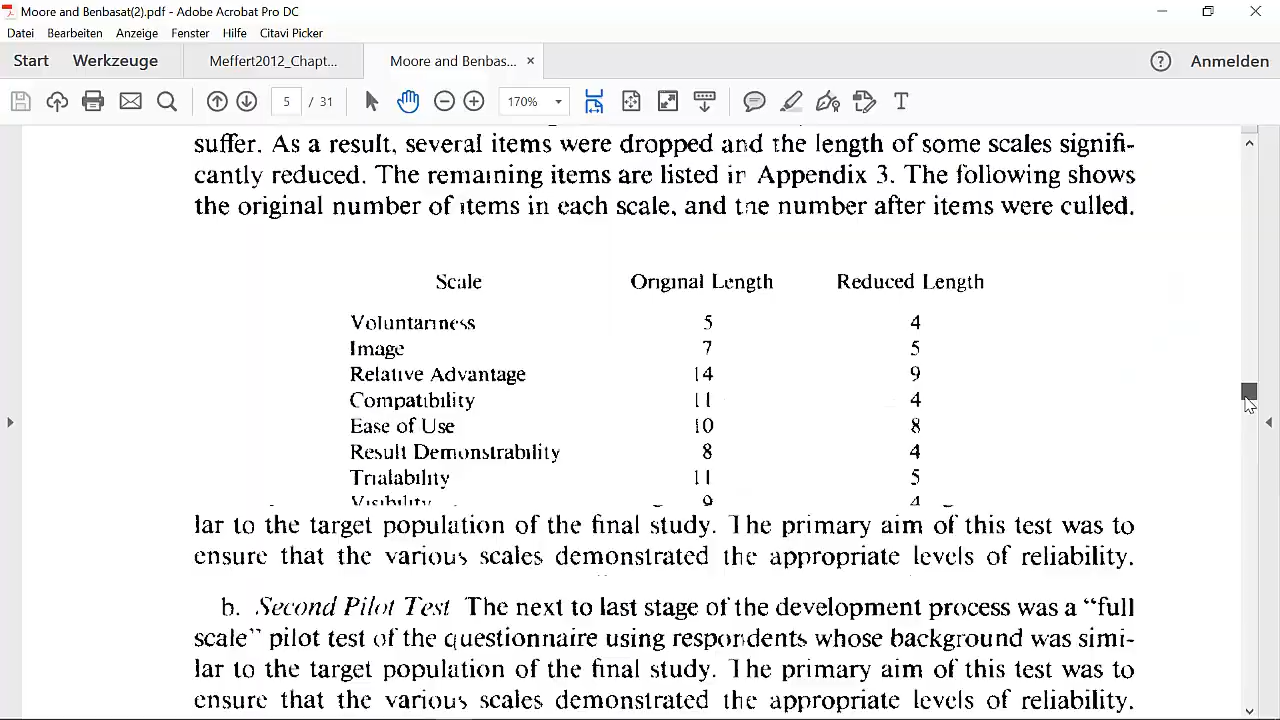 Moore and Benbasat(2).pdf - Adobe Acrobat Pro DC
Datei Bearbeiten Anzeige Fenster Hilfe Citavi Picker
Start Werkzeuge Meffert2012_Chapt... Moore and Benbas... × Anmelden
5 / 31 170%
suffer. As a result, several items were dropped and the length of some scales signifi-
cantly reduced. The remaining items are listed in Appendix 3. The following shows
the original number of items in each scale, and the number after items were culled.
Scale Original Length Reduced Length
Voluntariness 5 4
Image 7 5
Relative Advantage 14 9
Compatibility 11 4
Ease of Use 10 8
Result Demonstrability 8 4
Trialability 11 5
Visibility 9 4
lar to the target population of the final study. The primary aim of this test was to
ensure that the various scales demonstrated the appropriate levels of reliability.
b. Second Pilot Test The next to last stage of the development process was a “full
scale” pilot test of the questionnaire using respondents whose background was simi-
lar to the target population of the final study. The primary aim of this test was to
ensure that the various scales demonstrated the appropriate levels of reliability.